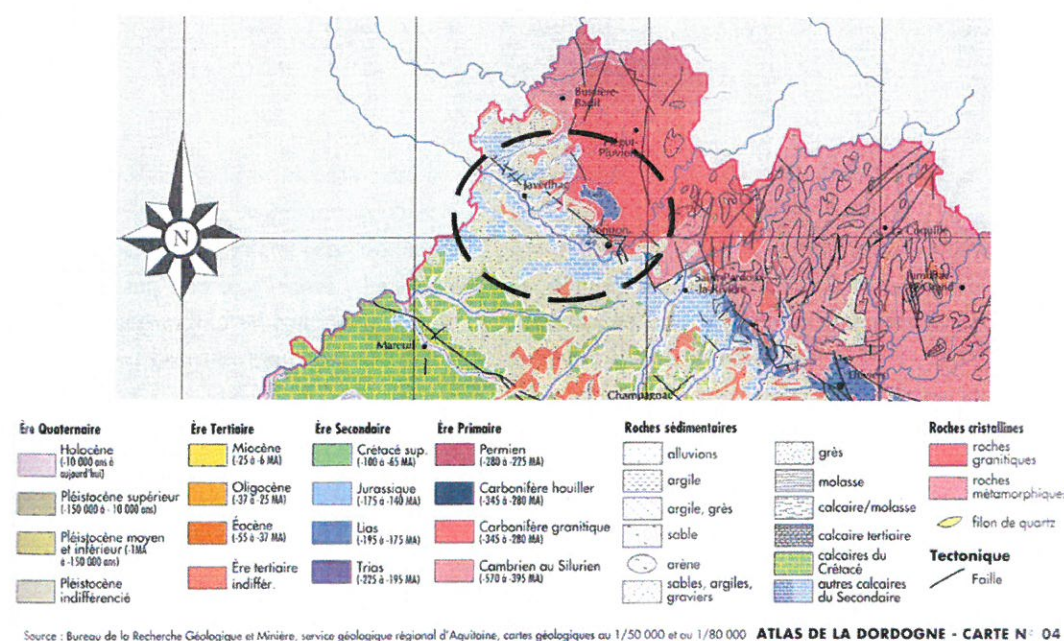 Bussière-
Badil
Piégut-
Pluviers
Javerlhac
N
Nontron
Coquille
Saint-Pardoux-
la-Rivière
Jumilhac-
le-Grand
Mareuil
Thiviers
Champagnac
Ère Quaternaire
Holocène
(-10 000 ans à
aujourd'hui)
Pléistocène supérieur
(-150 000 à - 10 000 ans)
Pléistocène moyen
et inférieur (-1MA
à -150 000 ans)
Pléistocène
indifférencié
Ère Tertiaire
Miocène
(-25 à -6 MA)
Oligocène
(-37 à -25 MA)
Éocène
(-55 à -37 MA)
Ère tertiaire
indiffér.
Ère Secondaire
Crétacé sup.
(-100 à -65 MA)
Jurassique
(-175 à -140 MA)
Lias
(-195 à -175 MA)
Trias
(-225 à -195 MA)
Ère Primaire
Permien
(-280 à -225 MA)
Carbonifère houiller
(-345 à -280 MA)
Carbonifère granitique
(-345 à -280 MA)
Cambrien au Silurien
(-570 à -395 MA)
Roches sédimentaires
alluvions
argile
argile, grès
sable
arène
sables, argiles,
graviers
grès
molasse
calcaire/molasse
calcaire tertiaire
calcaires du
Crétacé
autres calcaires
du Secondaire
Roches cristallines
roches
granitiques
roches
métamorphiques
filon de quartz
Tectonique
Faille
Source : Bureau de la Recherche Géologique et Minière, service géologique régional d'Aquitaine, cartes géologiques au 1/50 000 et au 1/80 000 ATLAS DE LA DORDOGNE - CARTE N° 04